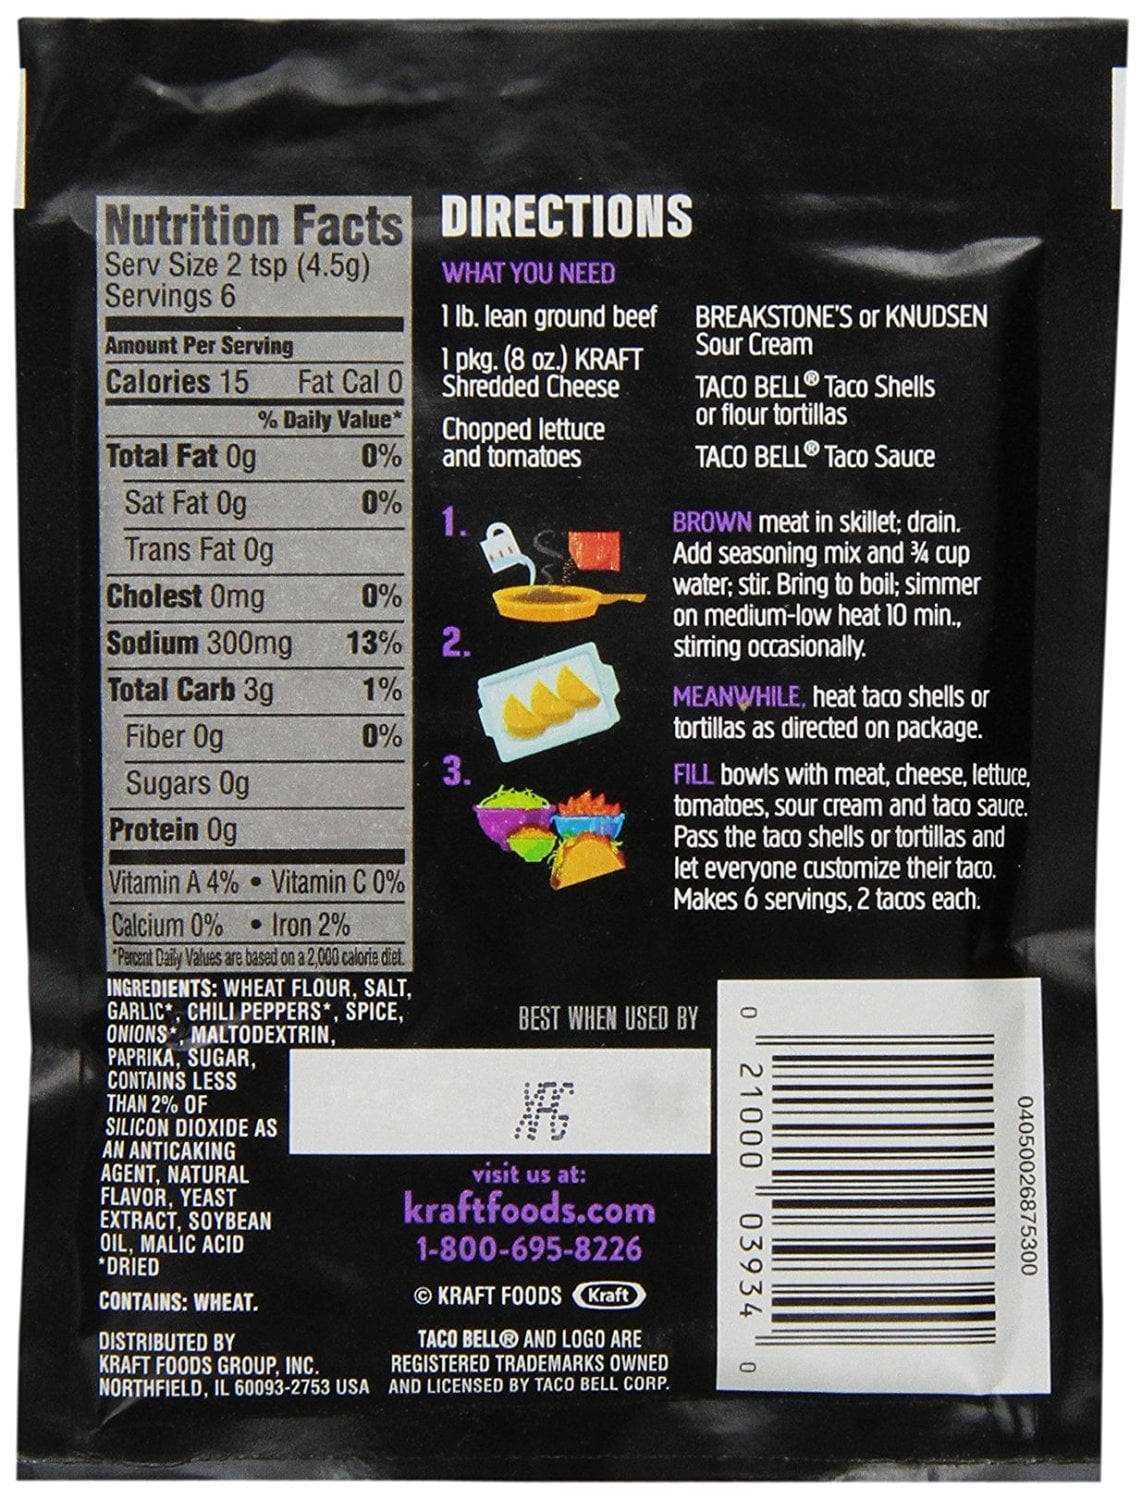 Nutrition Facts
Serv Size 2 tsp (4.5g)
Servings 6
Amount Per Serving
Calories 15 Fat Cal 0
% Daily Value*
Total Fat 0g 0%
Sat Fat 0g 0%
Trans Fat 0g
Cholest 0mg 0%
Sodium 300mg 13%
Total Carb 3g 1%
Fiber 0g 0%
Sugars 0g
Protein 0g
Vitamin A 4% • Vitamin C 0%
Calcium 0% • Iron 2%
*Percent Daily Values are based on a 2,000 calorie diet.
INGREDIENTS: WHEAT FLOUR, SALT,
GARLIC*, CHILI PEPPERS*, SPICE,
ONIONS*, MALTODEXTRIN,
PAPRIKA, SUGAR,
CONTAINS LESS
THAN 2% OF
SILICON DIOXIDE AS
AN ANTICAKING
AGENT, NATURAL
FLAVOR, YEAST
EXTRACT, SOYBEAN
OIL, MALIC ACID
*DRIED
CONTAINS: WHEAT.
DISTRIBUTED BY
KRAFT FOODS GROUP, INC.
NORTHFIELD, IL 60093-2753 USA
DIRECTIONS
WHAT YOU NEED
1 lb. lean ground beef
1 pkg. (8 oz.) KRAFT
Shredded Cheese
Chopped lettuce
and tomatoes
BREAKSTONE'S or KNUDSEN
Sour Cream
TACO BELL® Taco Shells
or flour tortillas
TACO BELL® Taco Sauce
1.
BROWN meat in skillet; drain.
Add seasoning mix and ¾ cup
water; stir. Bring to boil; simmer
on medium-low heat 10 min.,
stirring occasionally.
2.
MEANWHILE, heat taco shells or
tortillas as directed on package.
3.
FILL bowls with meat, cheese, lettuce,
tomatoes, sour cream and taco sauce.
Pass the taco shells or tortillas and
let everyone customize their taco.
Makes 6 servings, 2 tacos each.
BEST WHEN USED BY
XAG
visit us at:
kraftfoods.com
1-800-695-8226
© KRAFT FOODS Kraft
TACO BELL® AND LOGO ARE
REGISTERED TRADEMARKS OWNED
AND LICENSED BY TACO BELL CORP.
0 21000 03934 0
04050026875300